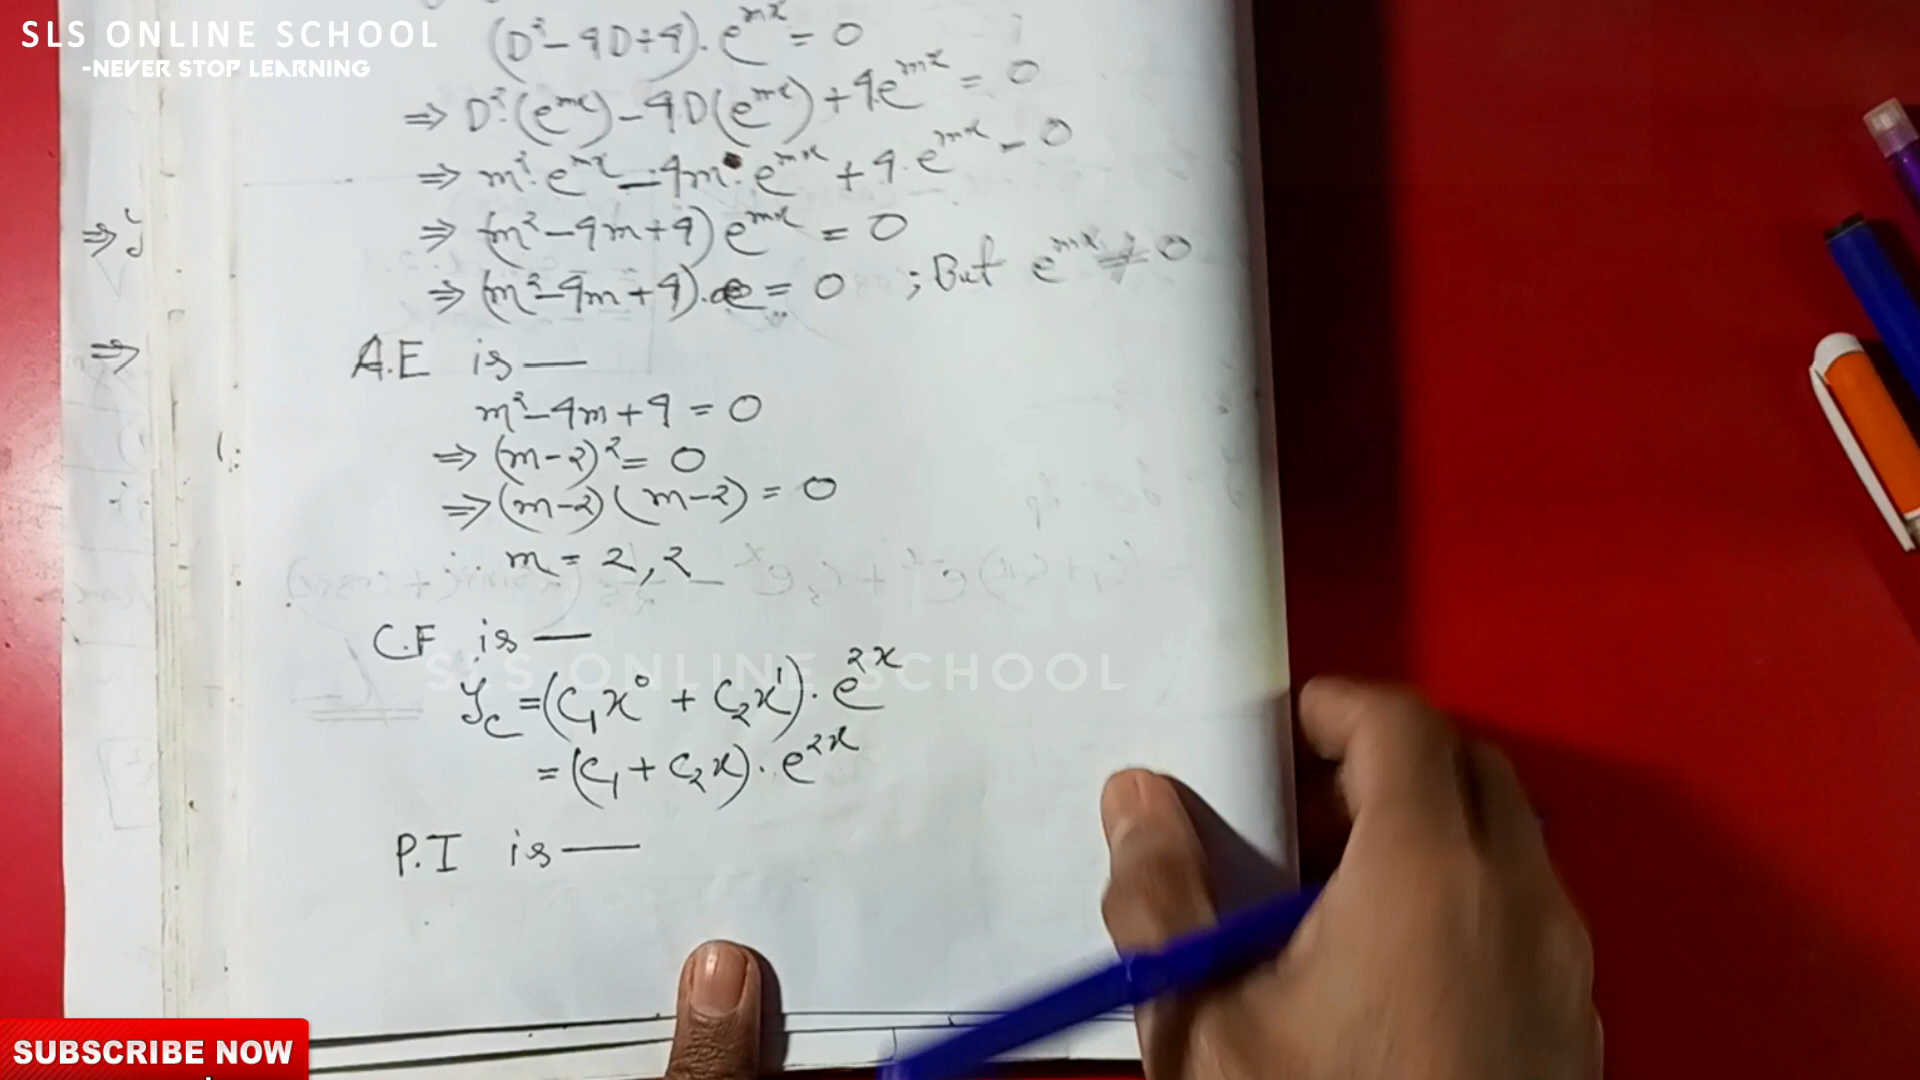 SLS ONLINE SCHOOL
-NEVER STOP LEARNING
(D²-4D+4).e^mx = 0
⇒ D²(e^mx)-4D(e^mx)+4e^mx = 0
⇒ m².e^mx-4m.e^mx+4.e^mx = 0
⇒ (m²-4m+4)e^mx = 0
⇒ (m²-4m+4).e = 0 ; But e^mx ≠ 0
A.E is —
m²-4m+4 = 0
⇒ (m-2)² = 0
⇒ (m-2)(m-2) = 0
∴ m = 2,2
C.F is —
SLS ONLINE SCHOOL
y_c = (c₁x⁰ + c₂x¹).e^2x
= (c₁ + c₂x).e^2x
P.I is —
SUBSCRIBE NOW